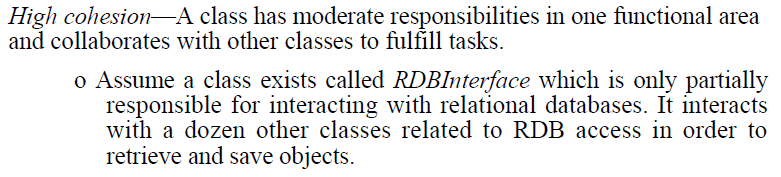 High cohesion—A class has moderate responsibilities in one functional area
and collaborates with other classes to fulfill tasks.
o Assume a class exists called RDBInterface which is only partially
responsible for interacting with relational databases. It interacts
with a dozen other classes related to RDB access in order to
retrieve and save objects.